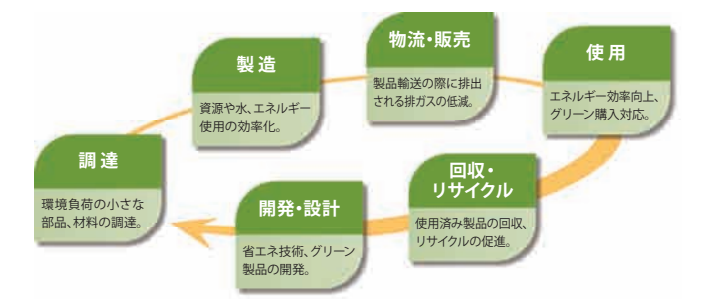 調達
環境負荷の小さな
部品、材料の調達。
製造
資源や水、エネルギー
使用の効率化。
物流・販売
製品輸送の際に排出
される排ガスの低減。
使用
エネルギー効率向上、
グリーン購入対応。
回収・
リサイクル
使用済み製品の回収、
リサイクルの促進。
開発・設計
省エネ技術、グリーン
製品の開発。